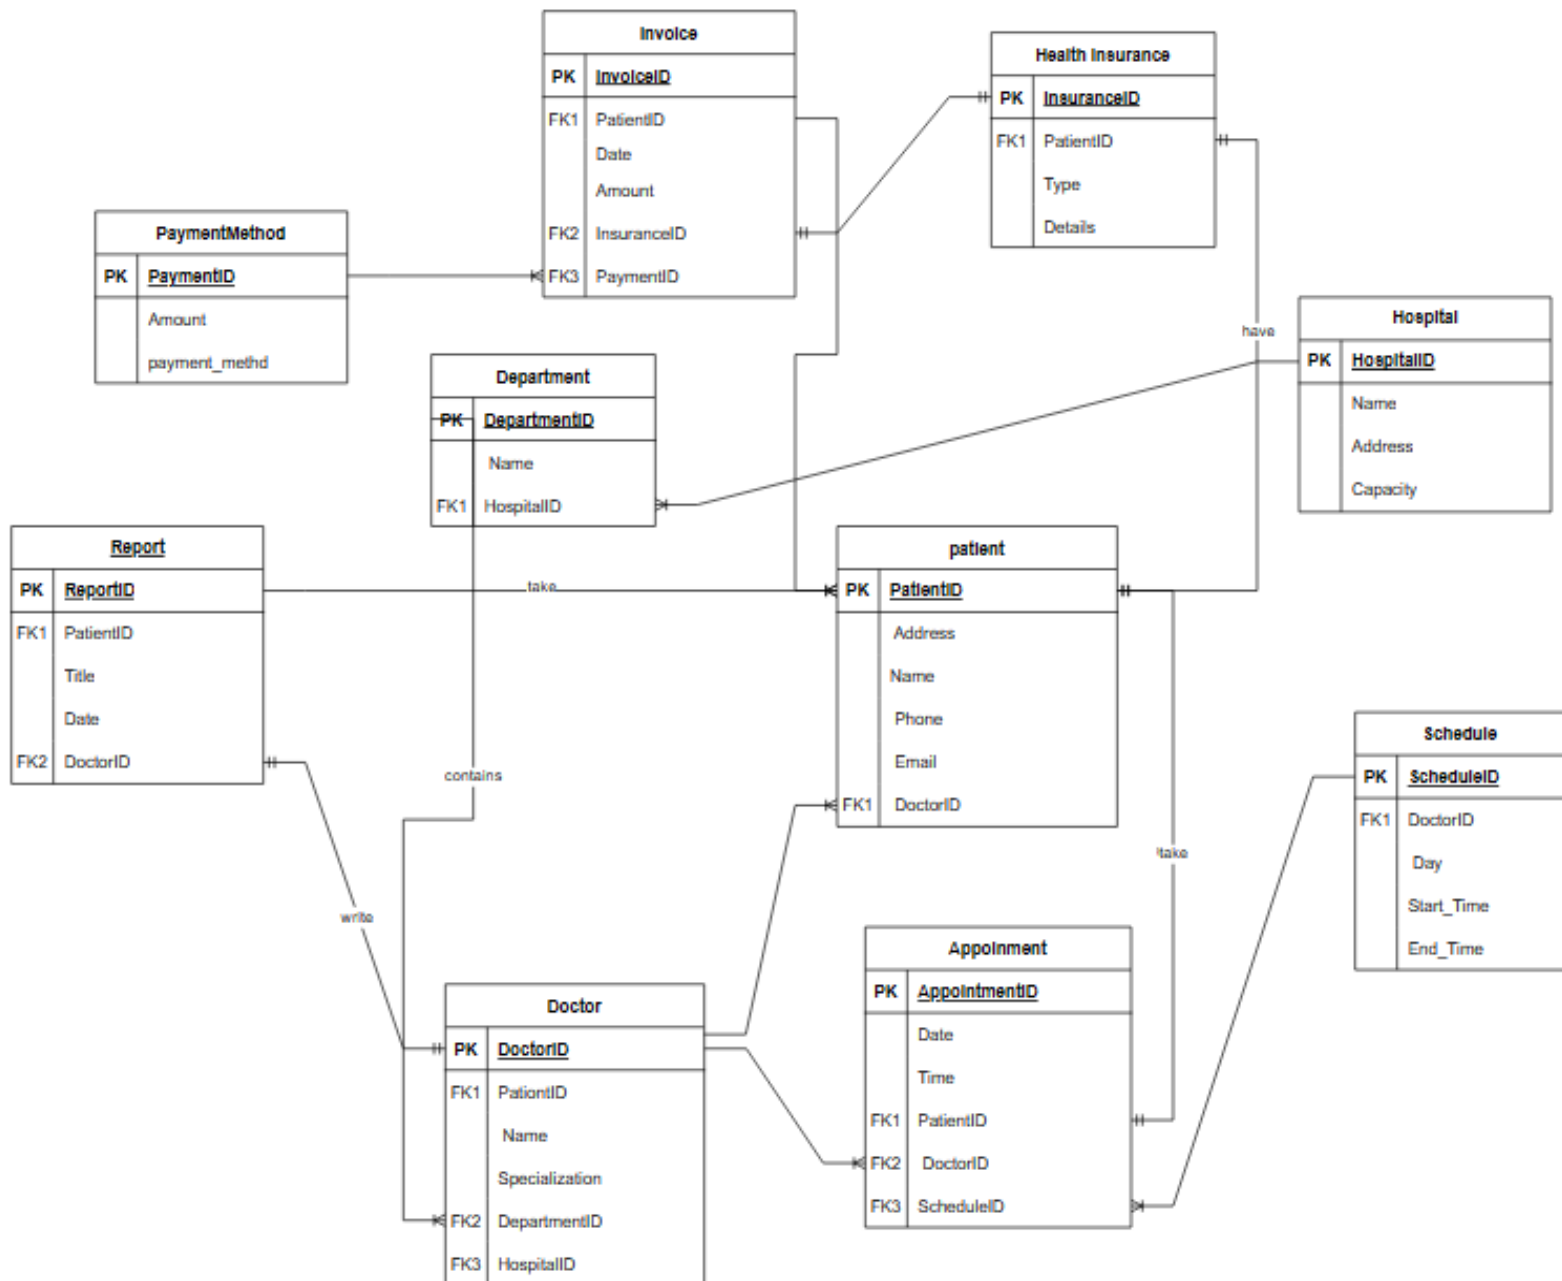 Invoice
PK InvoiceID
FK1 PatientID
Date
Amount
FK2 InsuranceID
FK3 PaymentID
Health Insurance
PK InsuranceID
FK1 PatientID
Type
Details
PaymentMethod
PK PaymentID
Amount
payment_methd
have
Hospital
PK HospitalID
Name
Address
Capacity
Department
PK DepartmentID
Name
FK1 HospitalID
Report
PK ReportID
FK1 PatientID
Title
Date
FK2 DoctorID
take
patient
PK PatientID
Address
Name
Phone
Email
FK1 DoctorID
contains
write
take
Schedule
PK ScheduleID
FK1 DoctorID
Day
Start_Time
End_Time
Appoinment
PK AppointmentID
Date
Time
FK1 PatientID
FK2 DoctorID
FK3 ScheduleID
Doctor
PK DoctorID
FK1 PationtID
Name
Specialization
FK2 DepartmentID
FK3 HospitalID